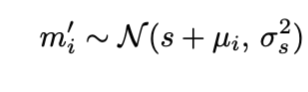 m′ᵢ ∼ 𝒩(s + μᵢ, σₛ²)